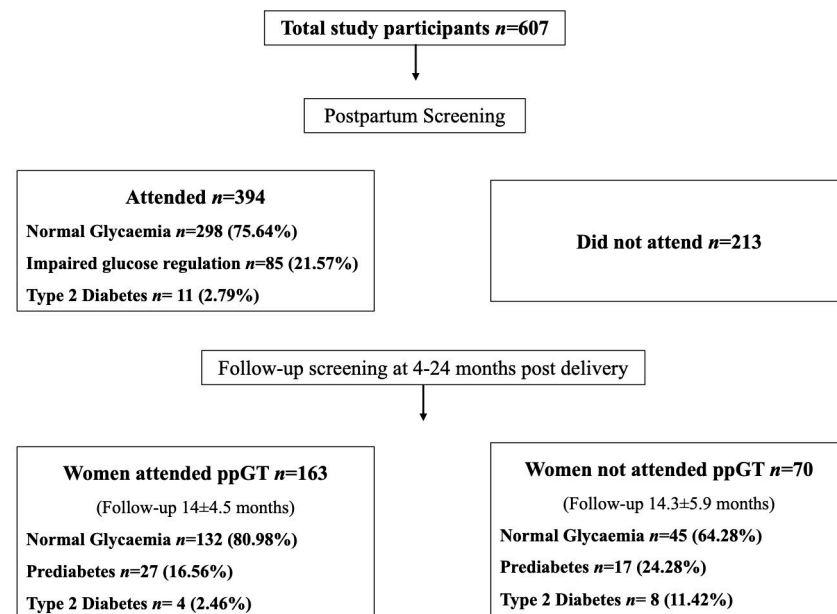 Total study participants n=607
Postpartum Screening
Attended n=394
Normal Glycaemia n=298 (75.64%)
Impaired glucose regulation n=85 (21.57%)
Type 2 Diabetes n= 11 (2.79%)
Did not attend n=213
Follow-up screening at 4-24 months post delivery
Women attended ppGT n=163
(Follow-up 14±4.5 months)
Normal Glycaemia n=132 (80.98%)
Prediabetes n=27 (16.56%)
Type 2 Diabetes n= 4 (2.46%)
Women not attended ppGT n=70
(Follow-up 14.3±5.9 months)
Normal Glycaemia n=45 (64.28%)
Prediabetes n=17 (24.28%)
Type 2 Diabetes n= 8 (11.42%)